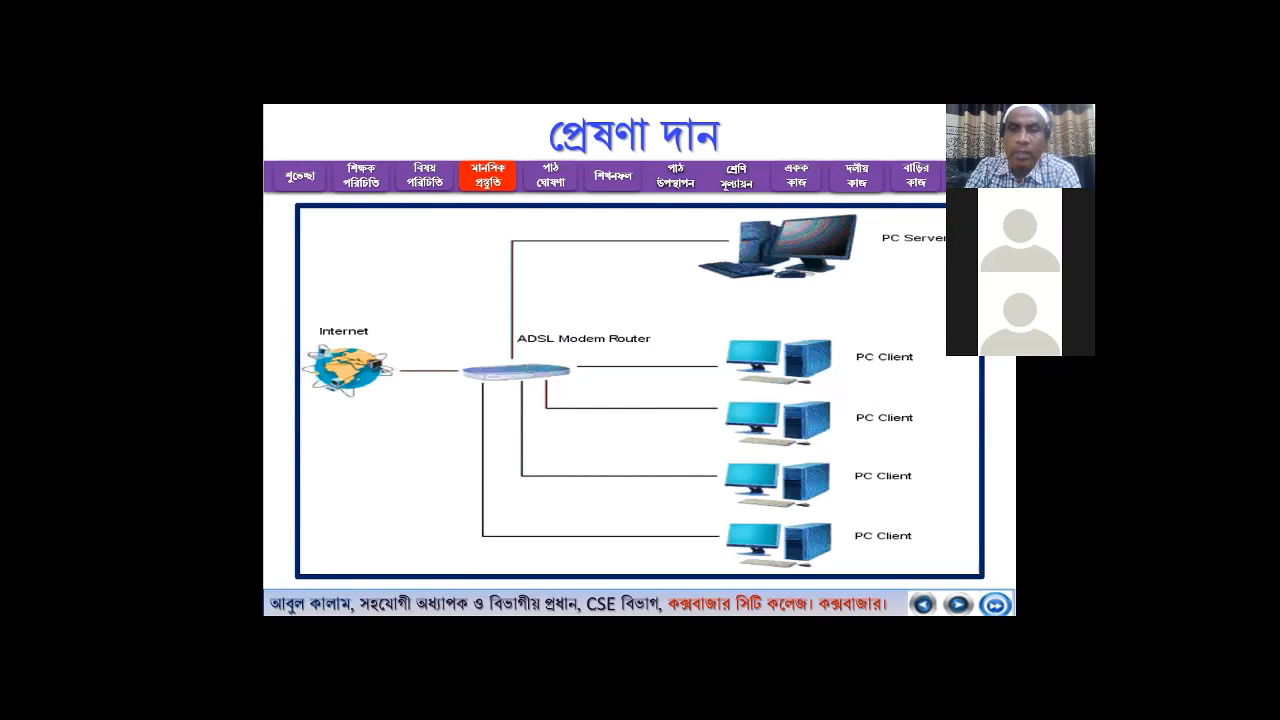 প্রেষণা দান
শুভেচ্ছা
শিক্ষক
পরিচিতি
বিষয়
পরিচিতি
মানসিক
প্রস্তুতি
পাঠ
ঘোষণা
শিখনফল
পাঠ
উপস্থাপন
শ্রেণি
মূল্যায়ন
একক
কাজ
দলীয়
কাজ
বাড়ির
কাজ
PC Server
Internet
ADSL Modem Router
PC Client
PC Client
PC Client
PC Client
আবুল কালাম, সহযোগী অধ্যাপক ও বিভাগীয় প্রধান, CSE বিভাগ, কক্সবাজার সিটি কলেজ। কক্সবাজার।